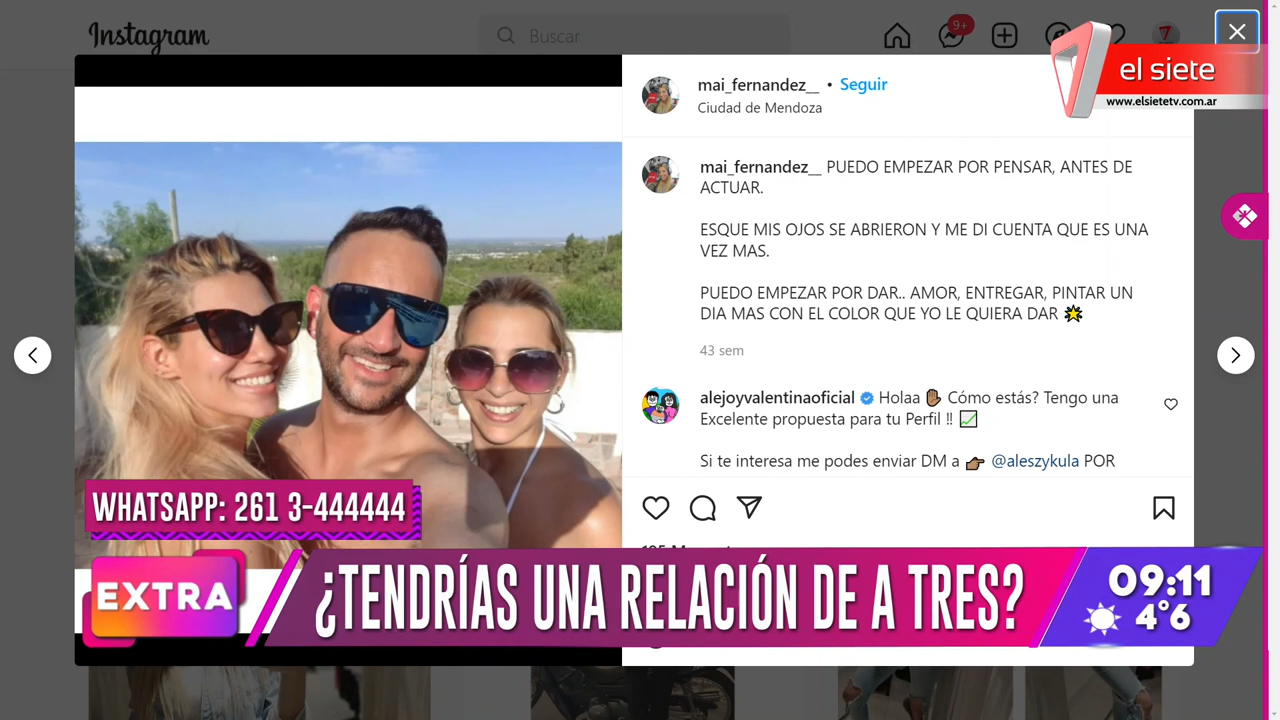 Instagram
Buscar
9+
el siete
www.elsietetv.com.ar
mai_fernandez__ • Seguir
Ciudad de Mendoza
mai_fernandez__ PUEDO EMPEZAR POR PENSAR, ANTES DE
ACTUAR.
ESQUE MIS OJOS SE ABRIERON Y ME DI CUENTA QUE ES UNA
VEZ MAS.
PUEDO EMPEZAR POR DAR.. AMOR, ENTREGAR, PINTAR UN
DIA MAS CON EL COLOR QUE YO LE QUIERA DAR 🌟
43 sem
alejoyvalentinaoficial Holaa ✋🏽 Cómo estás? Tengo una
Excelente propuesta para tu Perfil !! 📈
Si te interesa me podes enviar DM a 👉🏽 @aleszykula POR
WHATSAPP: 261 3-444444
EXTRA
¿TENDRÍAS UNA RELACIÓN DE A TRES?
09:11
4°6